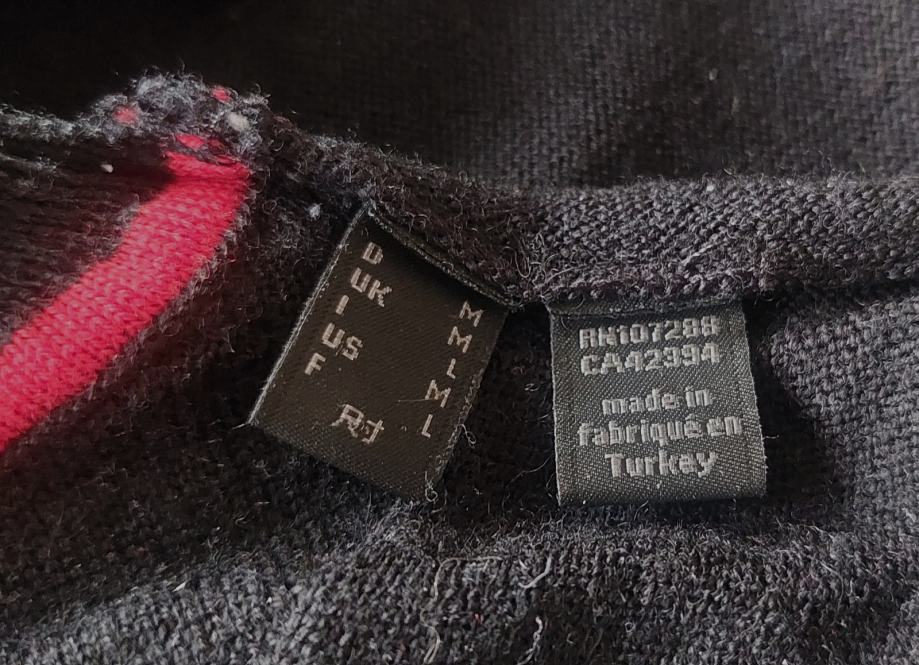 D M
UK M
I L
US M
F L
RN107288
CA42394
made in
fabriqué en
Turkey